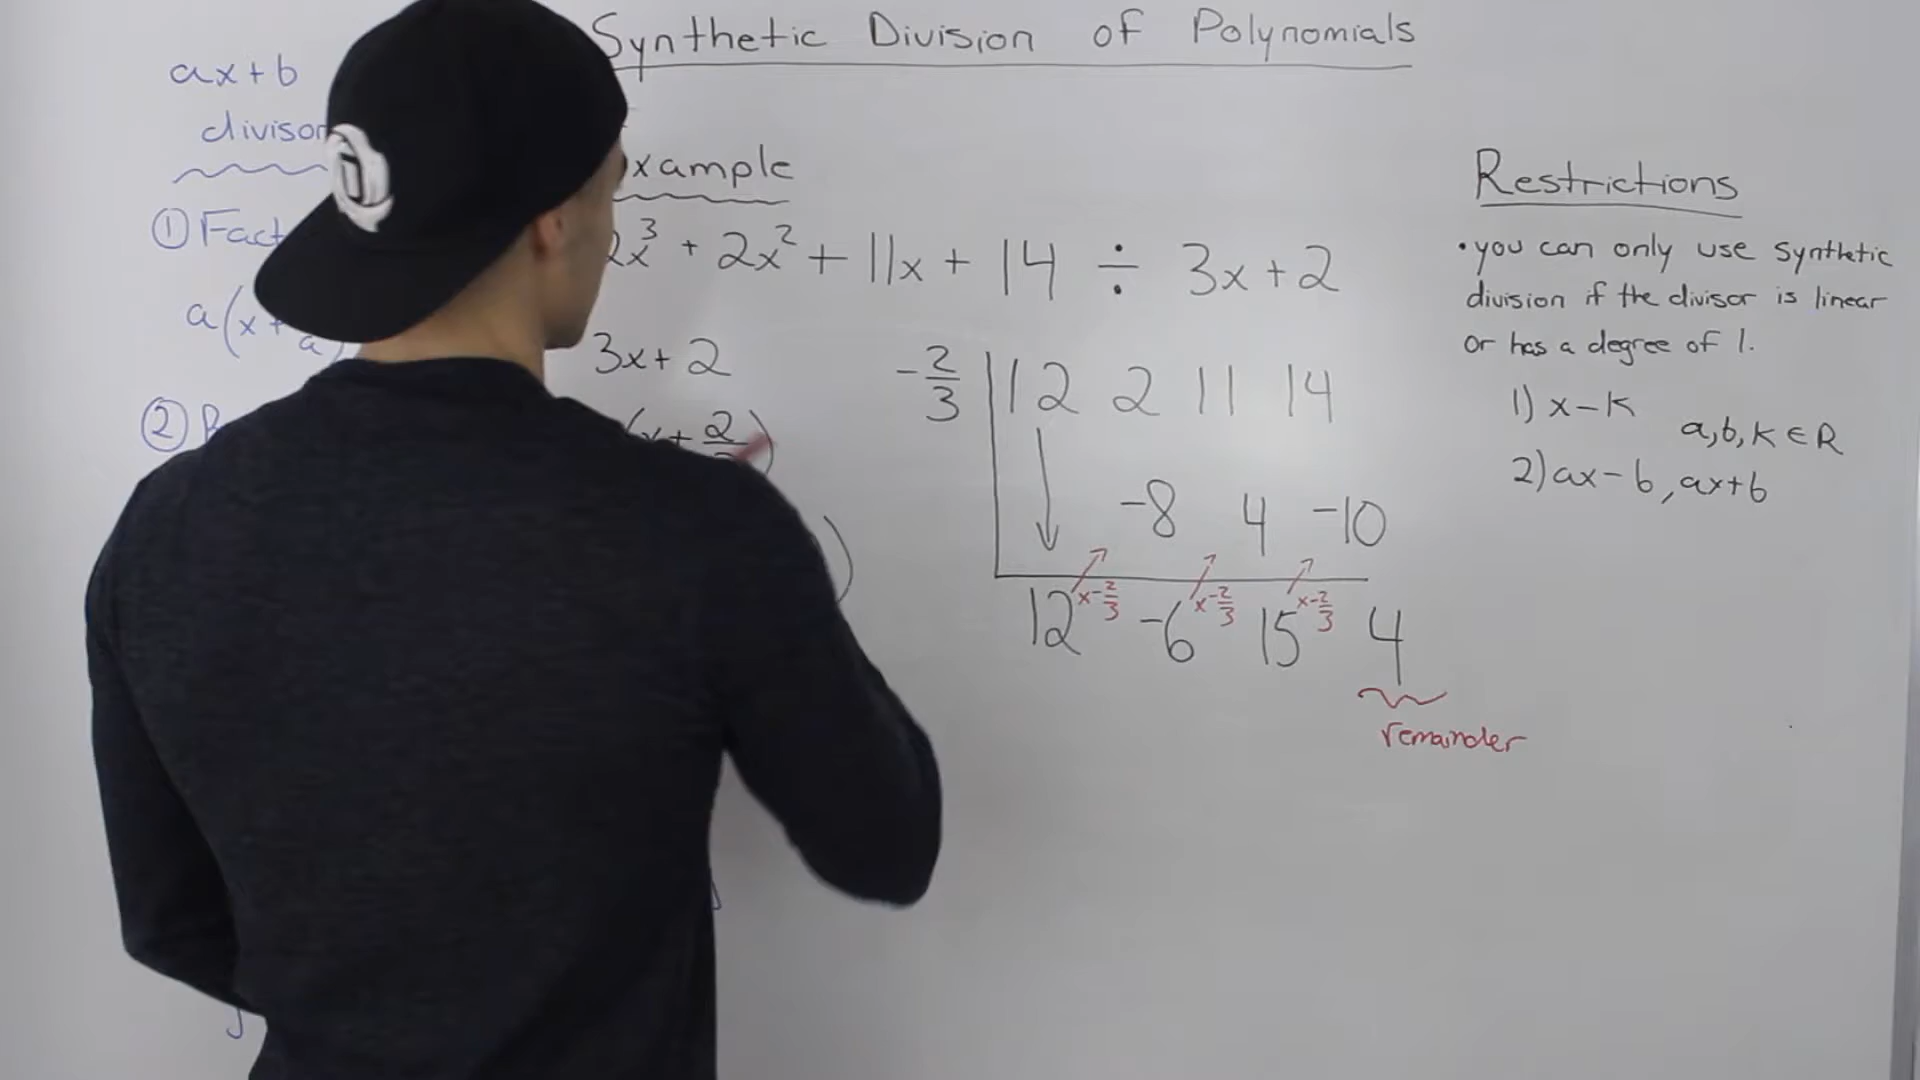 Synthetic Division of Polynomials
ax+b
divisor
① Fact
a(x+
a
②
xample
2x³ + 2x² + 11x + 14 ÷ 3x+2
3x+2
(x+ 2
-2/3 | 12 2 11 14
-8 4 -10
x-2/3 x-2/3 x-2/3
12 -6 15 4
remainder
Restrictions
• you can only use synthetic
division if the divisor is linear
or has a degree of 1.
1) x-k
a,b,k ∈ R
2) ax-b, ax+b